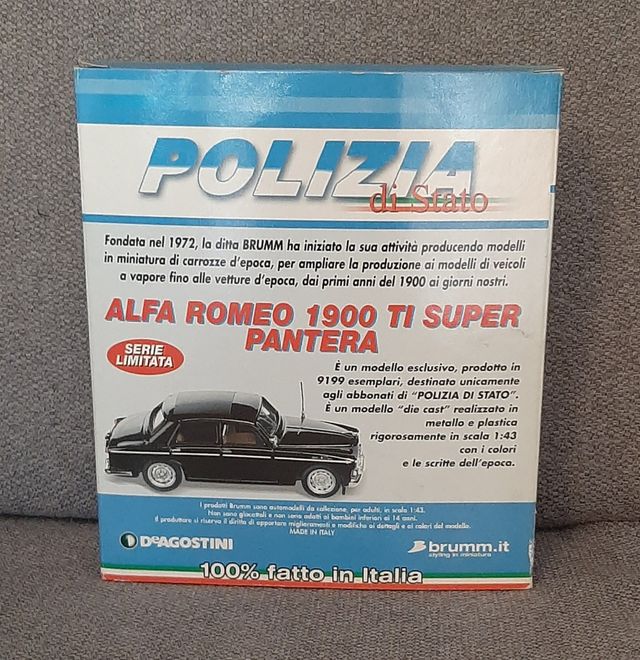 POLIZIA
di Stato
Fondata nel 1972, la ditta BRUMM ha iniziato la sua attività producendo modelli
in miniatura di carrozze d'epoca, per ampliare la produzione ai modelli di veicoli
a vapore fino alle vetture d'epoca, dai primi anni del 1900 ai giorni nostri.
ALFA ROMEO 1900 TI SUPER
PANTERA
SERIE
LIMITATA
È un modello esclusivo, prodotto in
9199 esemplari, destinato unicamente
agli abbonati di "POLIZIA DI STATO".
È un modello "die cast" realizzato in
metallo e plastica
rigorosamente in scala 1:43
con i colori
e le scritte dell'epoca.
I prodotti Brumm sono automodelli da collezione, per adulti, in scala 1:43.
Non sono giocattoli e non sono adatti ai bambini inferiori ai 14 anni.
Il produttore si riserva il diritto di apportare miglioramenti e modifiche ai dettagli e ai colori del modello.
MADE IN ITALY
DeAGOSTINI
brumm.it
styling in miniatura
100% fatto in Italia